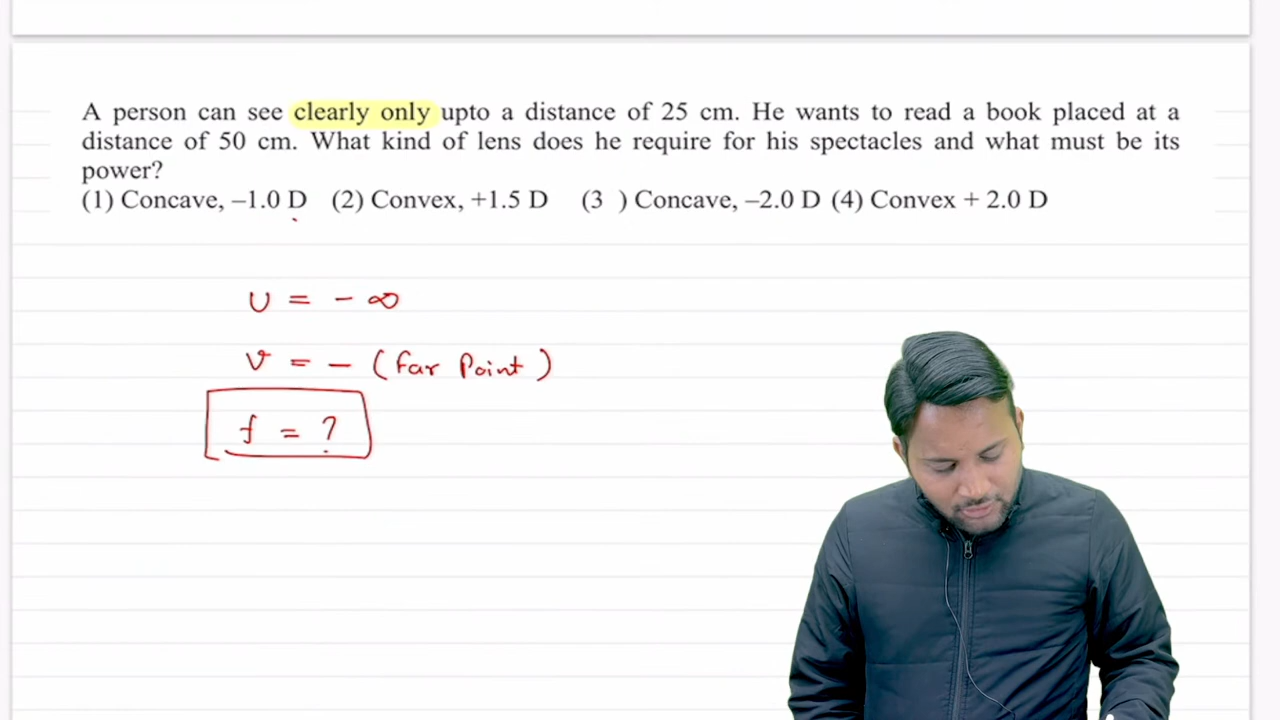 A person can see clearly only upto a distance of 25 cm. He wants to read a book placed at a
distance of 50 cm. What kind of lens does he require for his spectacles and what must be its
power?
(1) Concave, –1.0 D (2) Convex, +1.5 D (3 ) Concave, –2.0 D (4) Convex + 2.0 D
U = - ∞
v = - (far Point)
f = ?